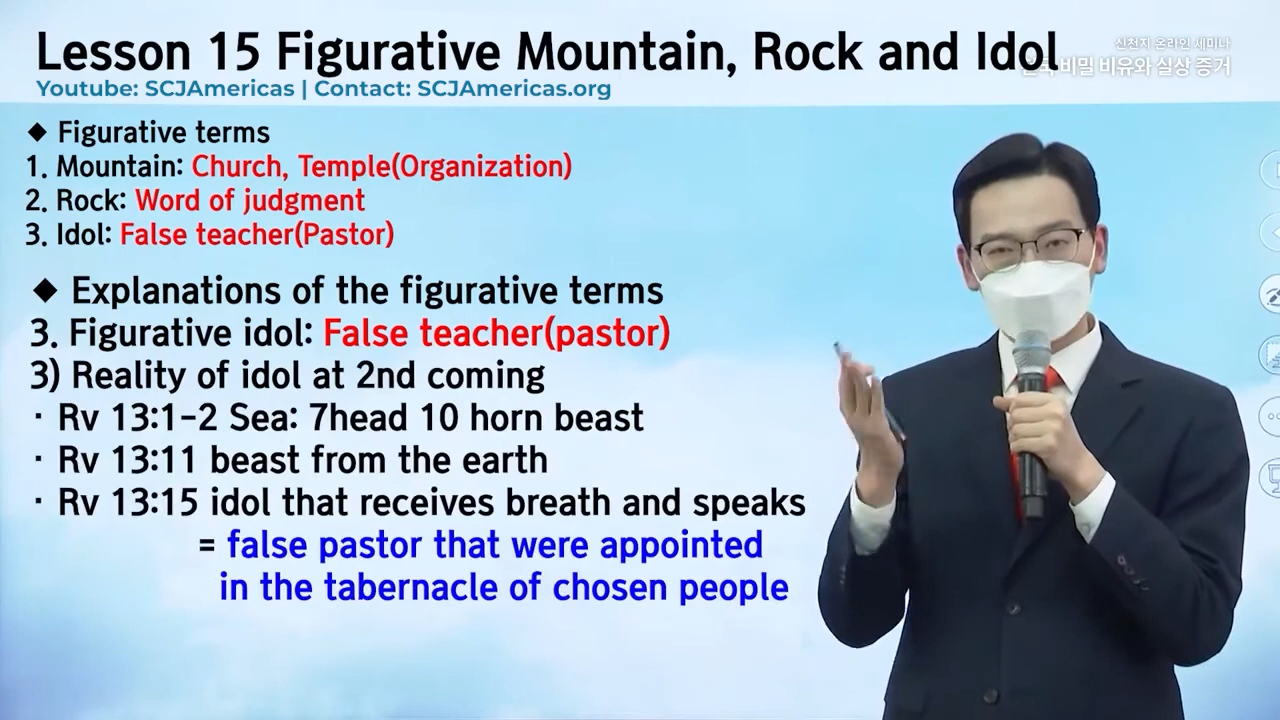 Lesson 15 Figurative Mountain, Rock and Idol
신천지 온라인 세미나
비밀 비유와 실상 증거
Youtube: SCJAmericas | Contact: SCJAmericas.org
◆ Figurative terms
1. Mountain: Church, Temple(Organization)
2. Rock: Word of judgment
3. Idol: False teacher(Pastor)
◆ Explanations of the figurative terms
3. Figurative idol: False teacher(pastor)
3) Reality of idol at 2nd coming
· Rv 13:1-2 Sea: 7head 10 horn beast
· Rv 13:11 beast from the earth
· Rv 13:15 idol that receives breath and speaks
= false pastor that were appointed
in the tabernacle of chosen people